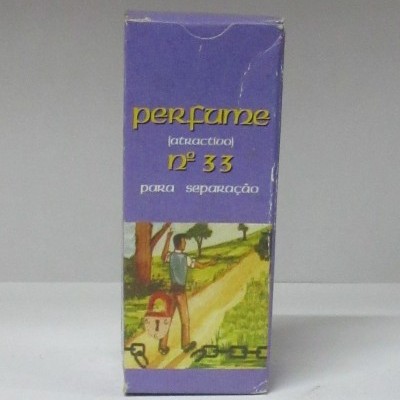 perfume
(atractivo)
nº 33
para separação